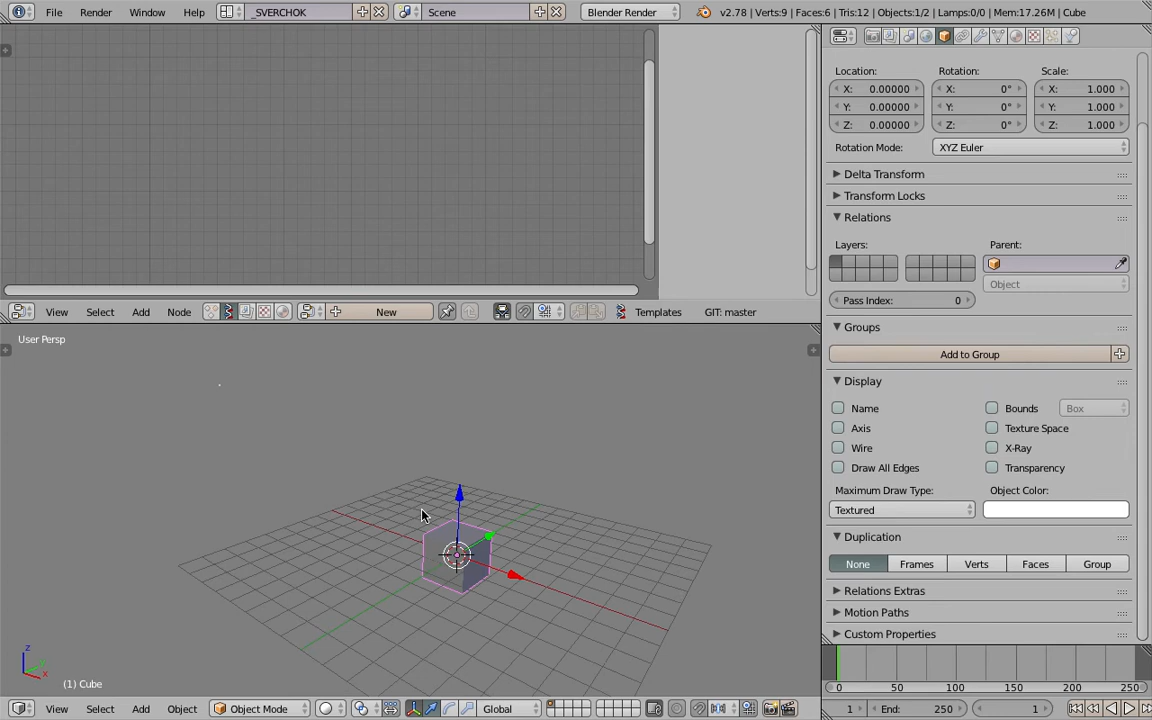 File Render Window Help _SVERCHOK Scene Blender Render v2.78 | Verts:9 | Faces:6 | Tris:12 | Objects:1/2 | Lamps:0/0 | Mem:17.26M | Cube
Location: Rotation: Scale:
X: 0.00000 X: 0° X: 1.000
Y: 0.00000 Y: 0° Y: 1.000
Z: 0.00000 Z: 0° Z: 1.000
Rotation Mode: XYZ Euler
Delta Transform
Transform Locks
Relations
Layers: Parent:
Object
Pass Index: 0
Groups
Add to Group
Display
Name Bounds Box
Axis Texture Space
Wire X-Ray
Draw All Edges Transparency
Maximum Draw Type: Object Color:
Textured
Duplication
None Frames Verts Faces Group
Relations Extras
Motion Paths
Custom Properties
View Select Add Node New Templates GIT: master
User Persp
z
y
x
(1) Cube
View Select Add Object Object Mode Global
0 50 100 150 200 250
1 End: 250 1